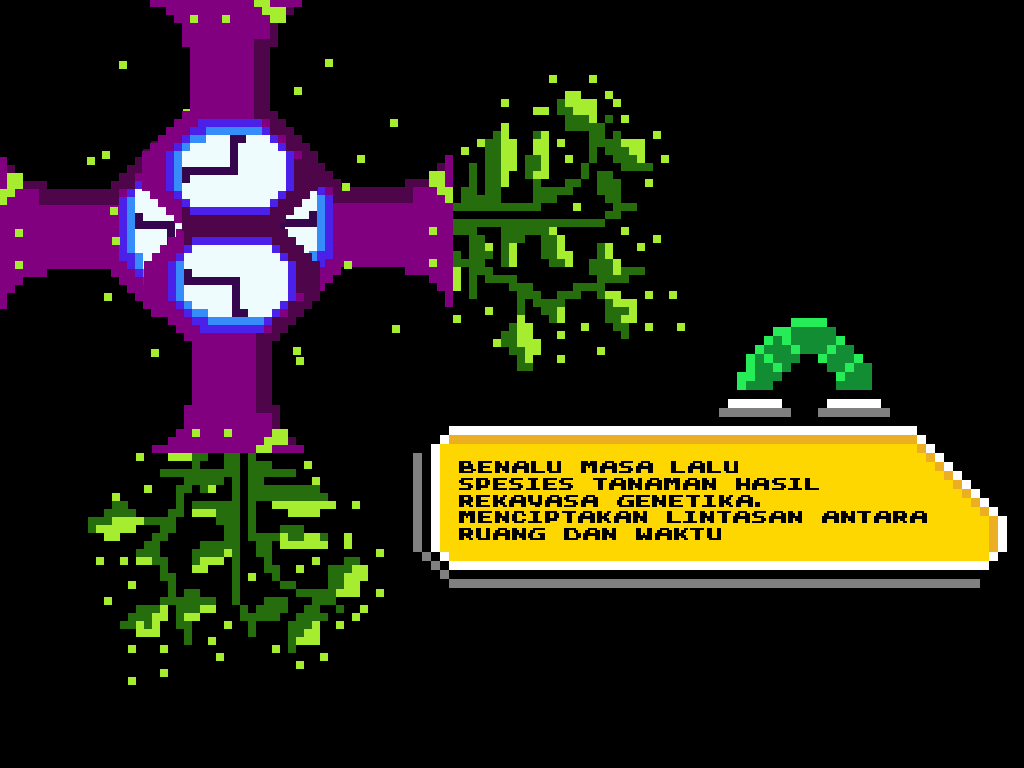 BENALU MASA LALU
SPESIES TANAMAN HASIL
REKAYASA GENETIKA.
MENCIPTAKAN LINTASAN ANTARA
RUANG DAN WAKTU